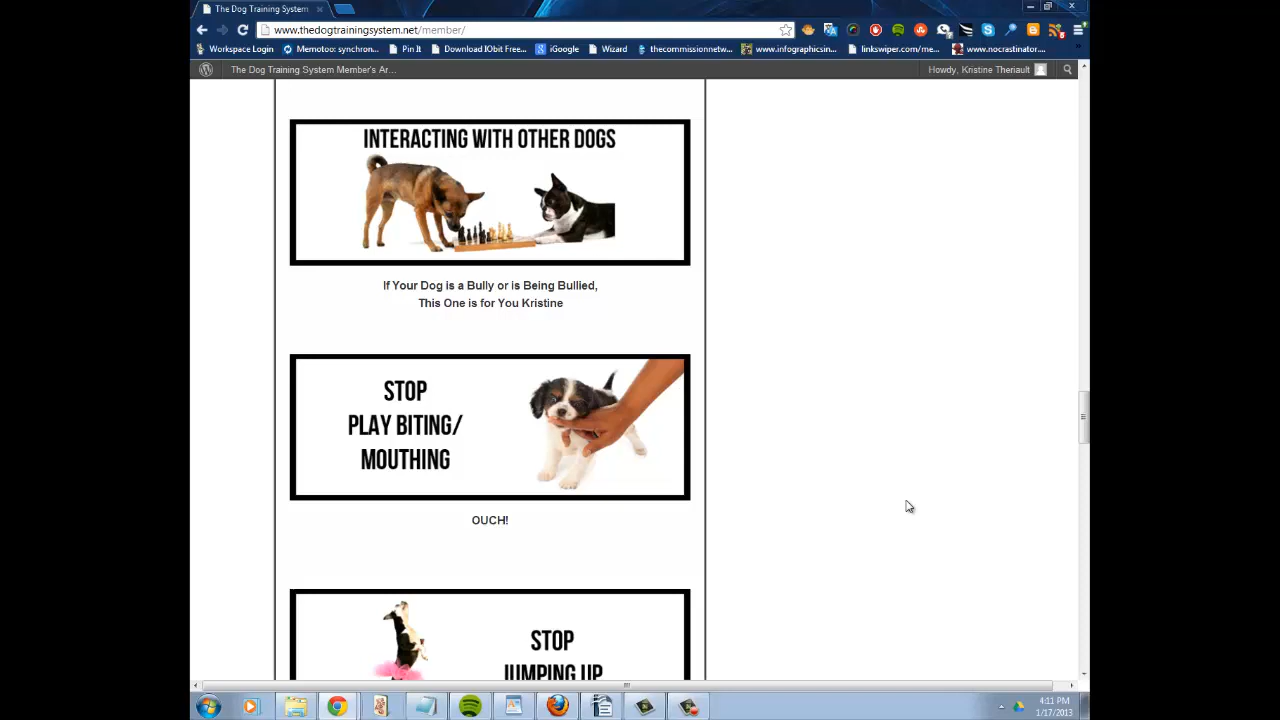 The Dog Training System
www.thedogtrainingsystem.net/member/
Workspace Login
Memotoo: synchron...
Pin It
Download IObit Free...
iGoogle
Wizard
thecommissionnetw...
www.infographicsin...
linkswiper.com/me...
www.nocrastinator....
The Dog Training System Member's Ar...
Howdy, Kristine Theriault
INTERACTING WITH OTHER DOGS
If Your Dog is a Bully or is Being Bullied,
This One is for You Kristine
STOP
PLAY BITING/
MOUTHING
OUCH!
STOP
JUMPING UP
4:11 PM
1/17/2013